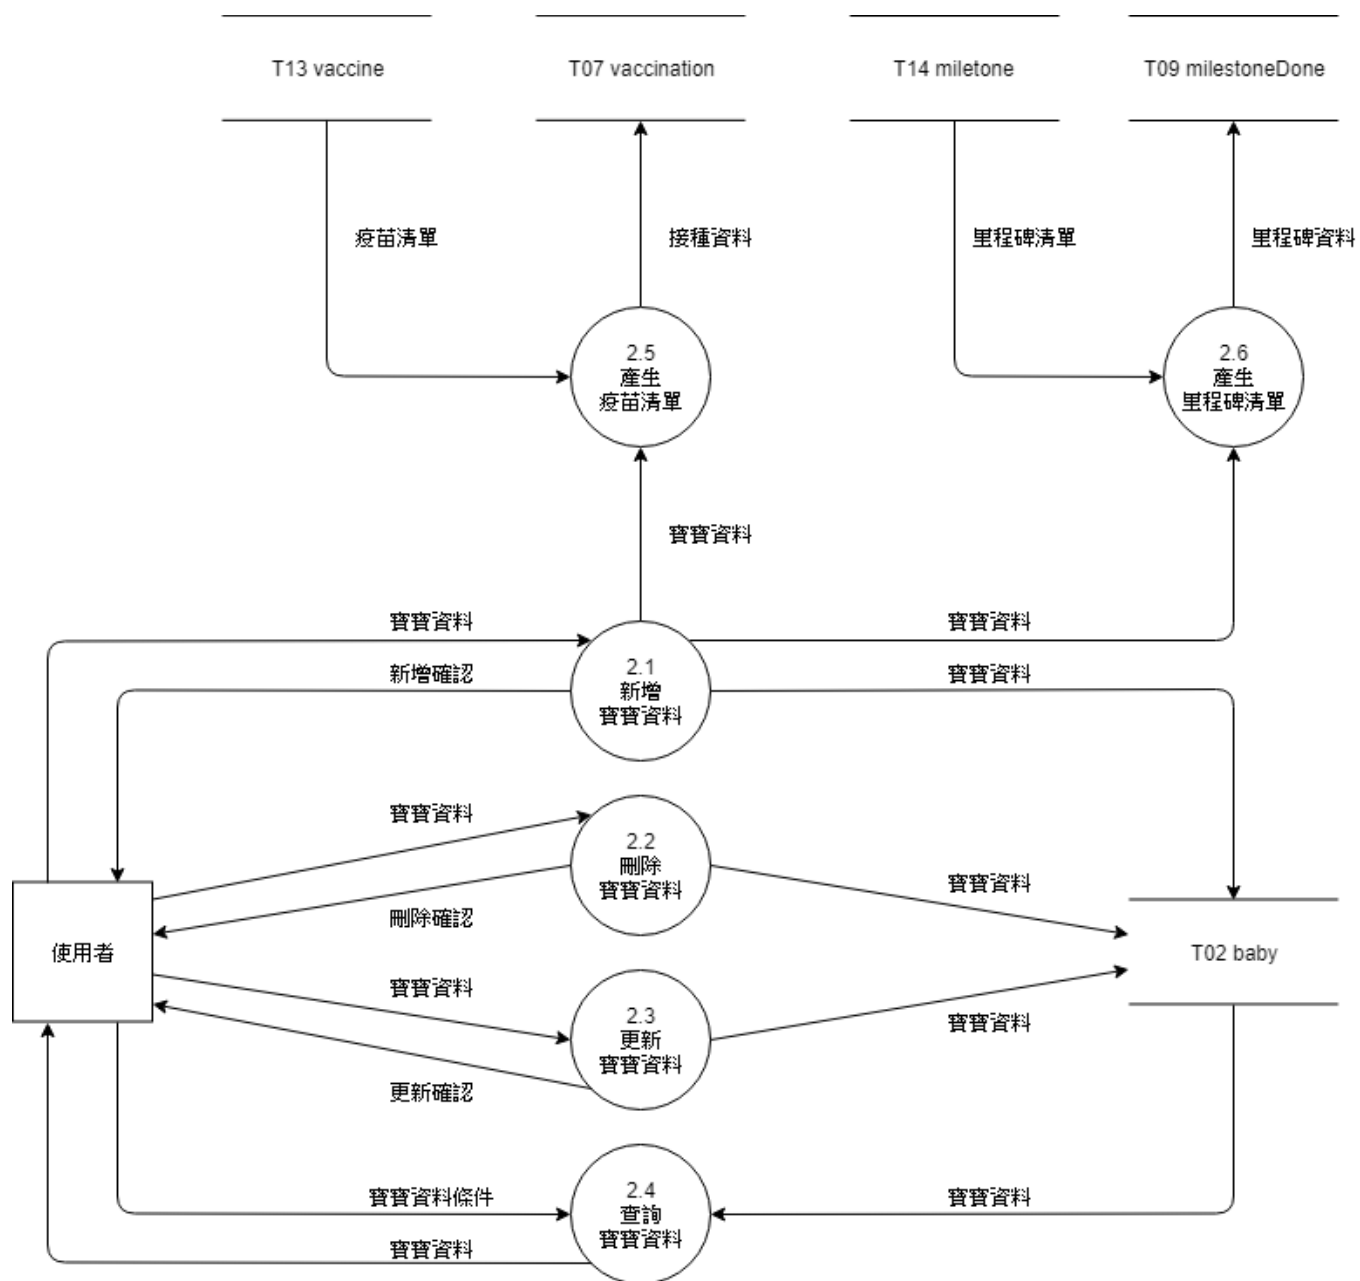 T13 vaccine
T07 vaccination
T14 miletone
T09 milestoneDone
疫苗清單
接種資料
里程碑清單
里程碑資料
2.5
產生
疫苗清單
2.6
產生
里程碑清單
寶寶資料
寶寶資料
寶寶資料
新增確認
2.1
新增
寶寶資料
寶寶資料
寶寶資料
2.2
刪除
寶寶資料
寶寶資料
刪除確認
使用者
T02 baby
寶寶資料
2.3
更新
寶寶資料
寶寶資料
更新確認
寶寶資料條件
2.4
查詢
寶寶資料
寶寶資料
寶寶資料